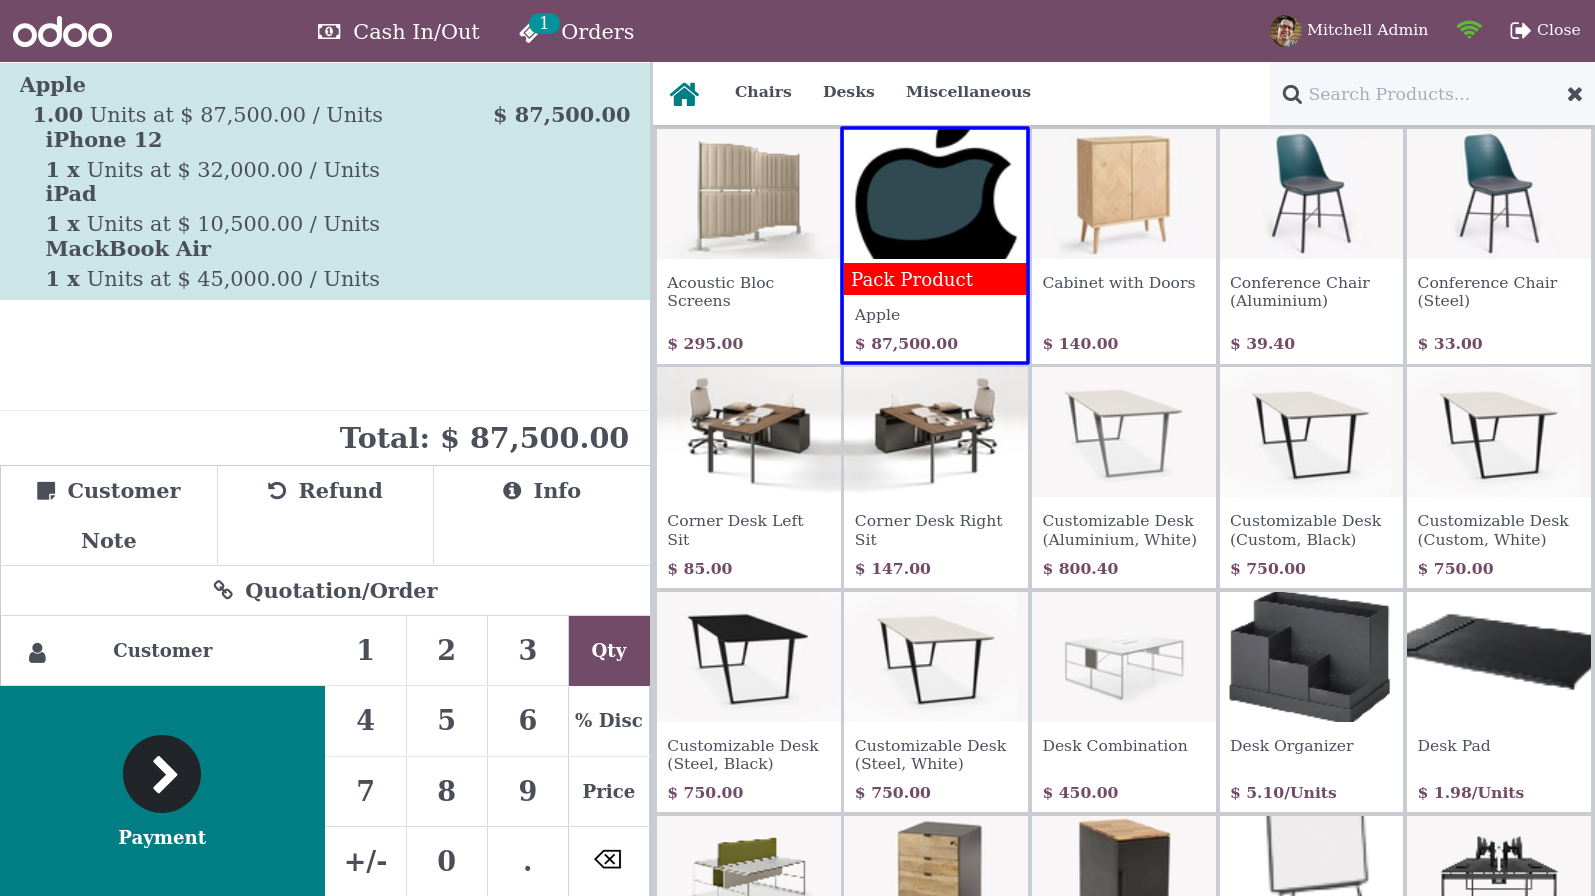 odoo
Cash In/Out
1
Orders
Mitchell Admin
Close
Apple
1.00 Units at $ 87,500.00 / Units
$ 87,500.00
iPhone 12
1 x Units at $ 32,000.00 / Units
iPad
1 x Units at $ 10,500.00 / Units
MackBook Air
1 x Units at $ 45,000.00 / Units
Total: $ 87,500.00
Customer
Note
Refund
Info
Quotation/Order
Customer
1
2
3
Qty
4
5
6
% Disc
7
8
9
Price
+/-
0
.
Payment
Chairs
Desks
Miscellaneous
Search Products...
Acoustic Bloc
Screens
$ 295.00
Pack Product
Apple
$ 87,500.00
Cabinet with Doors
$ 140.00
Conference Chair
(Aluminium)
$ 39.40
Conference Chair
(Steel)
$ 33.00
Corner Desk Left
Sit
$ 85.00
Corner Desk Right
Sit
$ 147.00
Customizable Desk
(Aluminium, White)
$ 800.40
Customizable Desk
(Custom, Black)
$ 750.00
Customizable Desk
(Custom, White)
$ 750.00
Customizable Desk
(Steel, Black)
$ 750.00
Customizable Desk
(Steel, White)
$ 750.00
Desk Combination
$ 450.00
Desk Organizer
$ 5.10/Units
Desk Pad
$ 1.98/Units